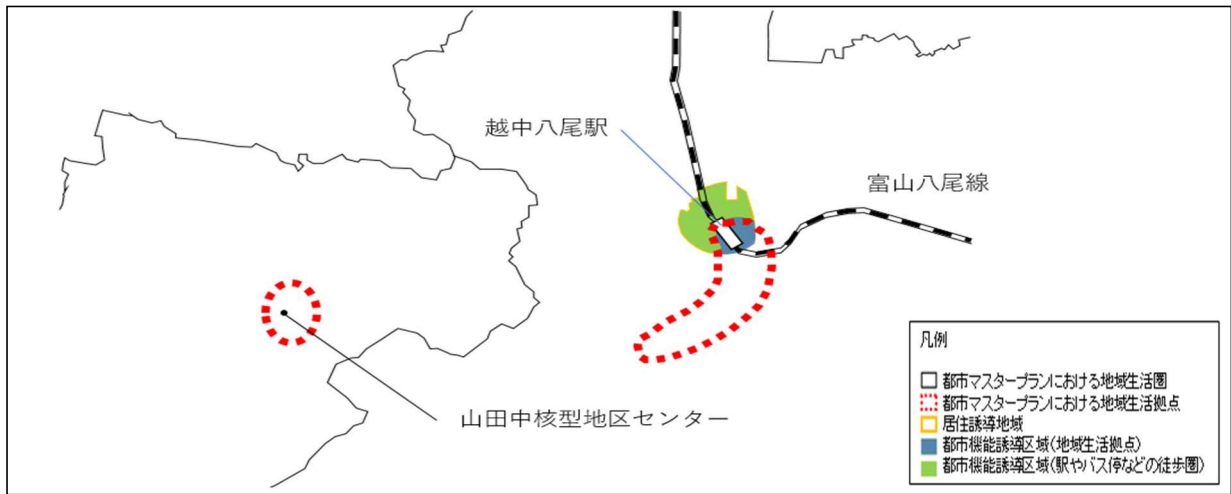 越中八尾駅
富山八尾線
山田中核型地区センター
凡例
都市マスタープランにおける地域生活圏
都市マスタープランにおける地域生活拠点
居住誘導地域
都市機能誘導区域(地域生活拠点)
都市機能誘導区域(駅やバス停などの徒歩圏)